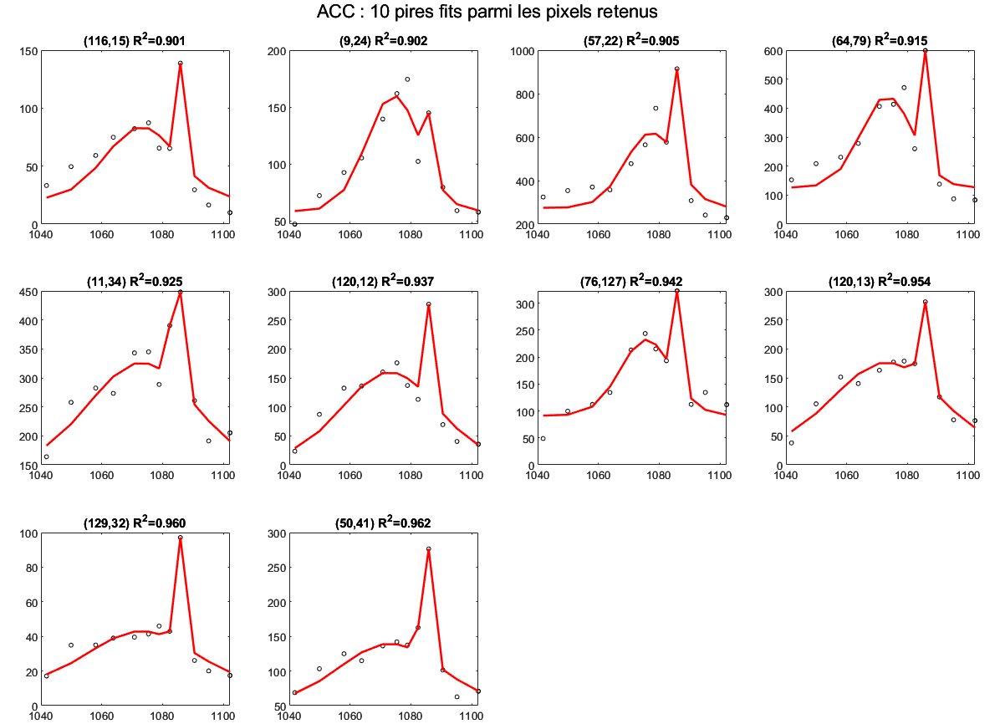 ACC : 10 pires fits parmi les pixels retenus
(116,15) R2=0.901
150
100
50
0
1040 1060 1080 1100
(9,24) R2=0.902
200
150
100
50
1040 1060 1080 1100
(57,22) R2=0.905
1000
800
600
400
200
1040 1060 1080 1100
(64,79) R2=0.915
600
500
400
300
200
100
0
1040 1060 1080 1100
(11,34) R2=0.925
450
400
350
300
250
200
150
1040 1060 1080 1100
(120,12) R2=0.937
300
250
200
150
100
50
0
1040 1060 1080 1100
(76,127) R2=0.942
300
250
200
150
100
50
0
1040 1060 1080 1100
(120,13) R2=0.954
300
250
200
150
100
50
0
1040 1060 1080 1100
(129,32) R2=0.960
100
80
60
40
20
0
1040 1060 1080 1100
(50,41) R2=0.962
300
250
200
150
100
50
1040 1060 1080 1100